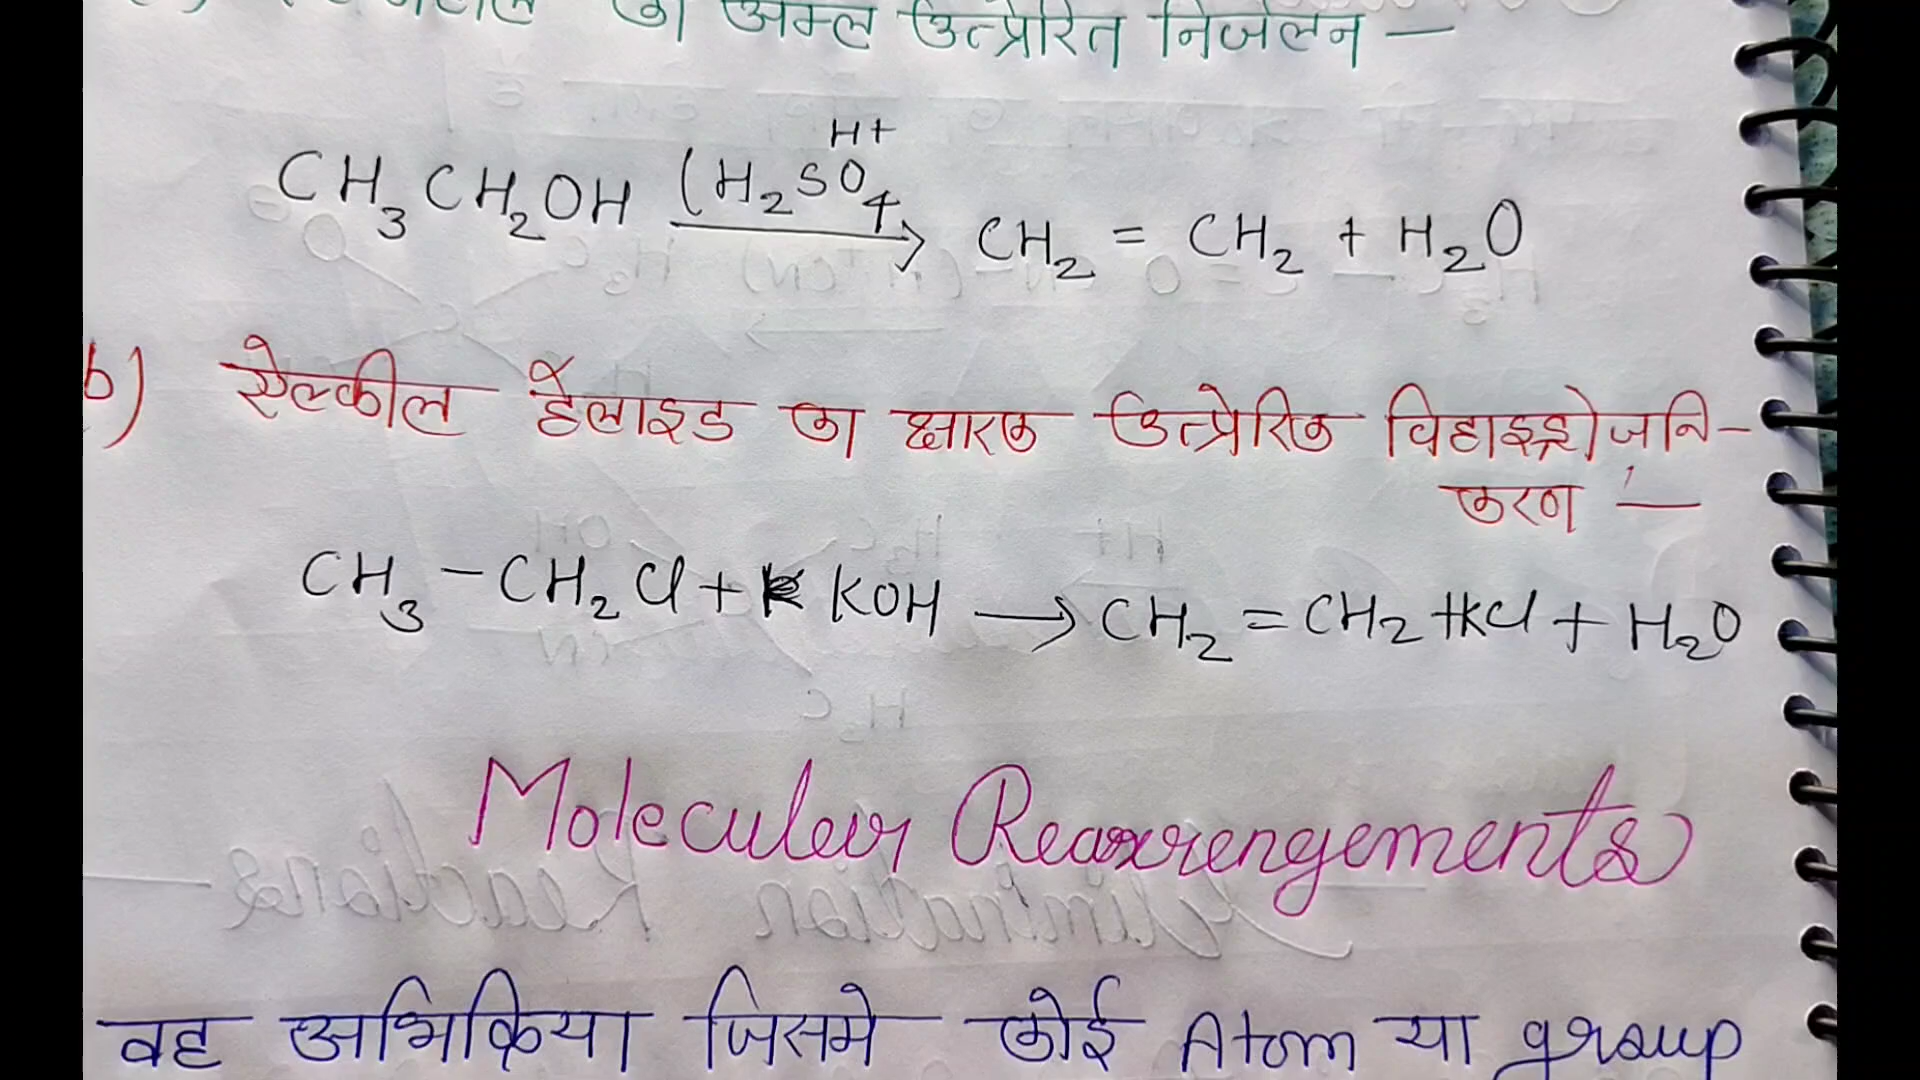 का अम्ल उत्प्रेरित निर्जलन —
H+
CH3CH2OH (H2SO4 → CH2 = CH2 + H2O
b) ऐल्कील हैलाइड का क्षारक उत्प्रेरित विहाइड्रोजनि-
करण :—
CH3 - CH2Cl + KOH → CH2 = CH2 + KCl + H2O
Moleculeur Rearrengements
वह अभिक्रिया जिसमे कोई Atom या group